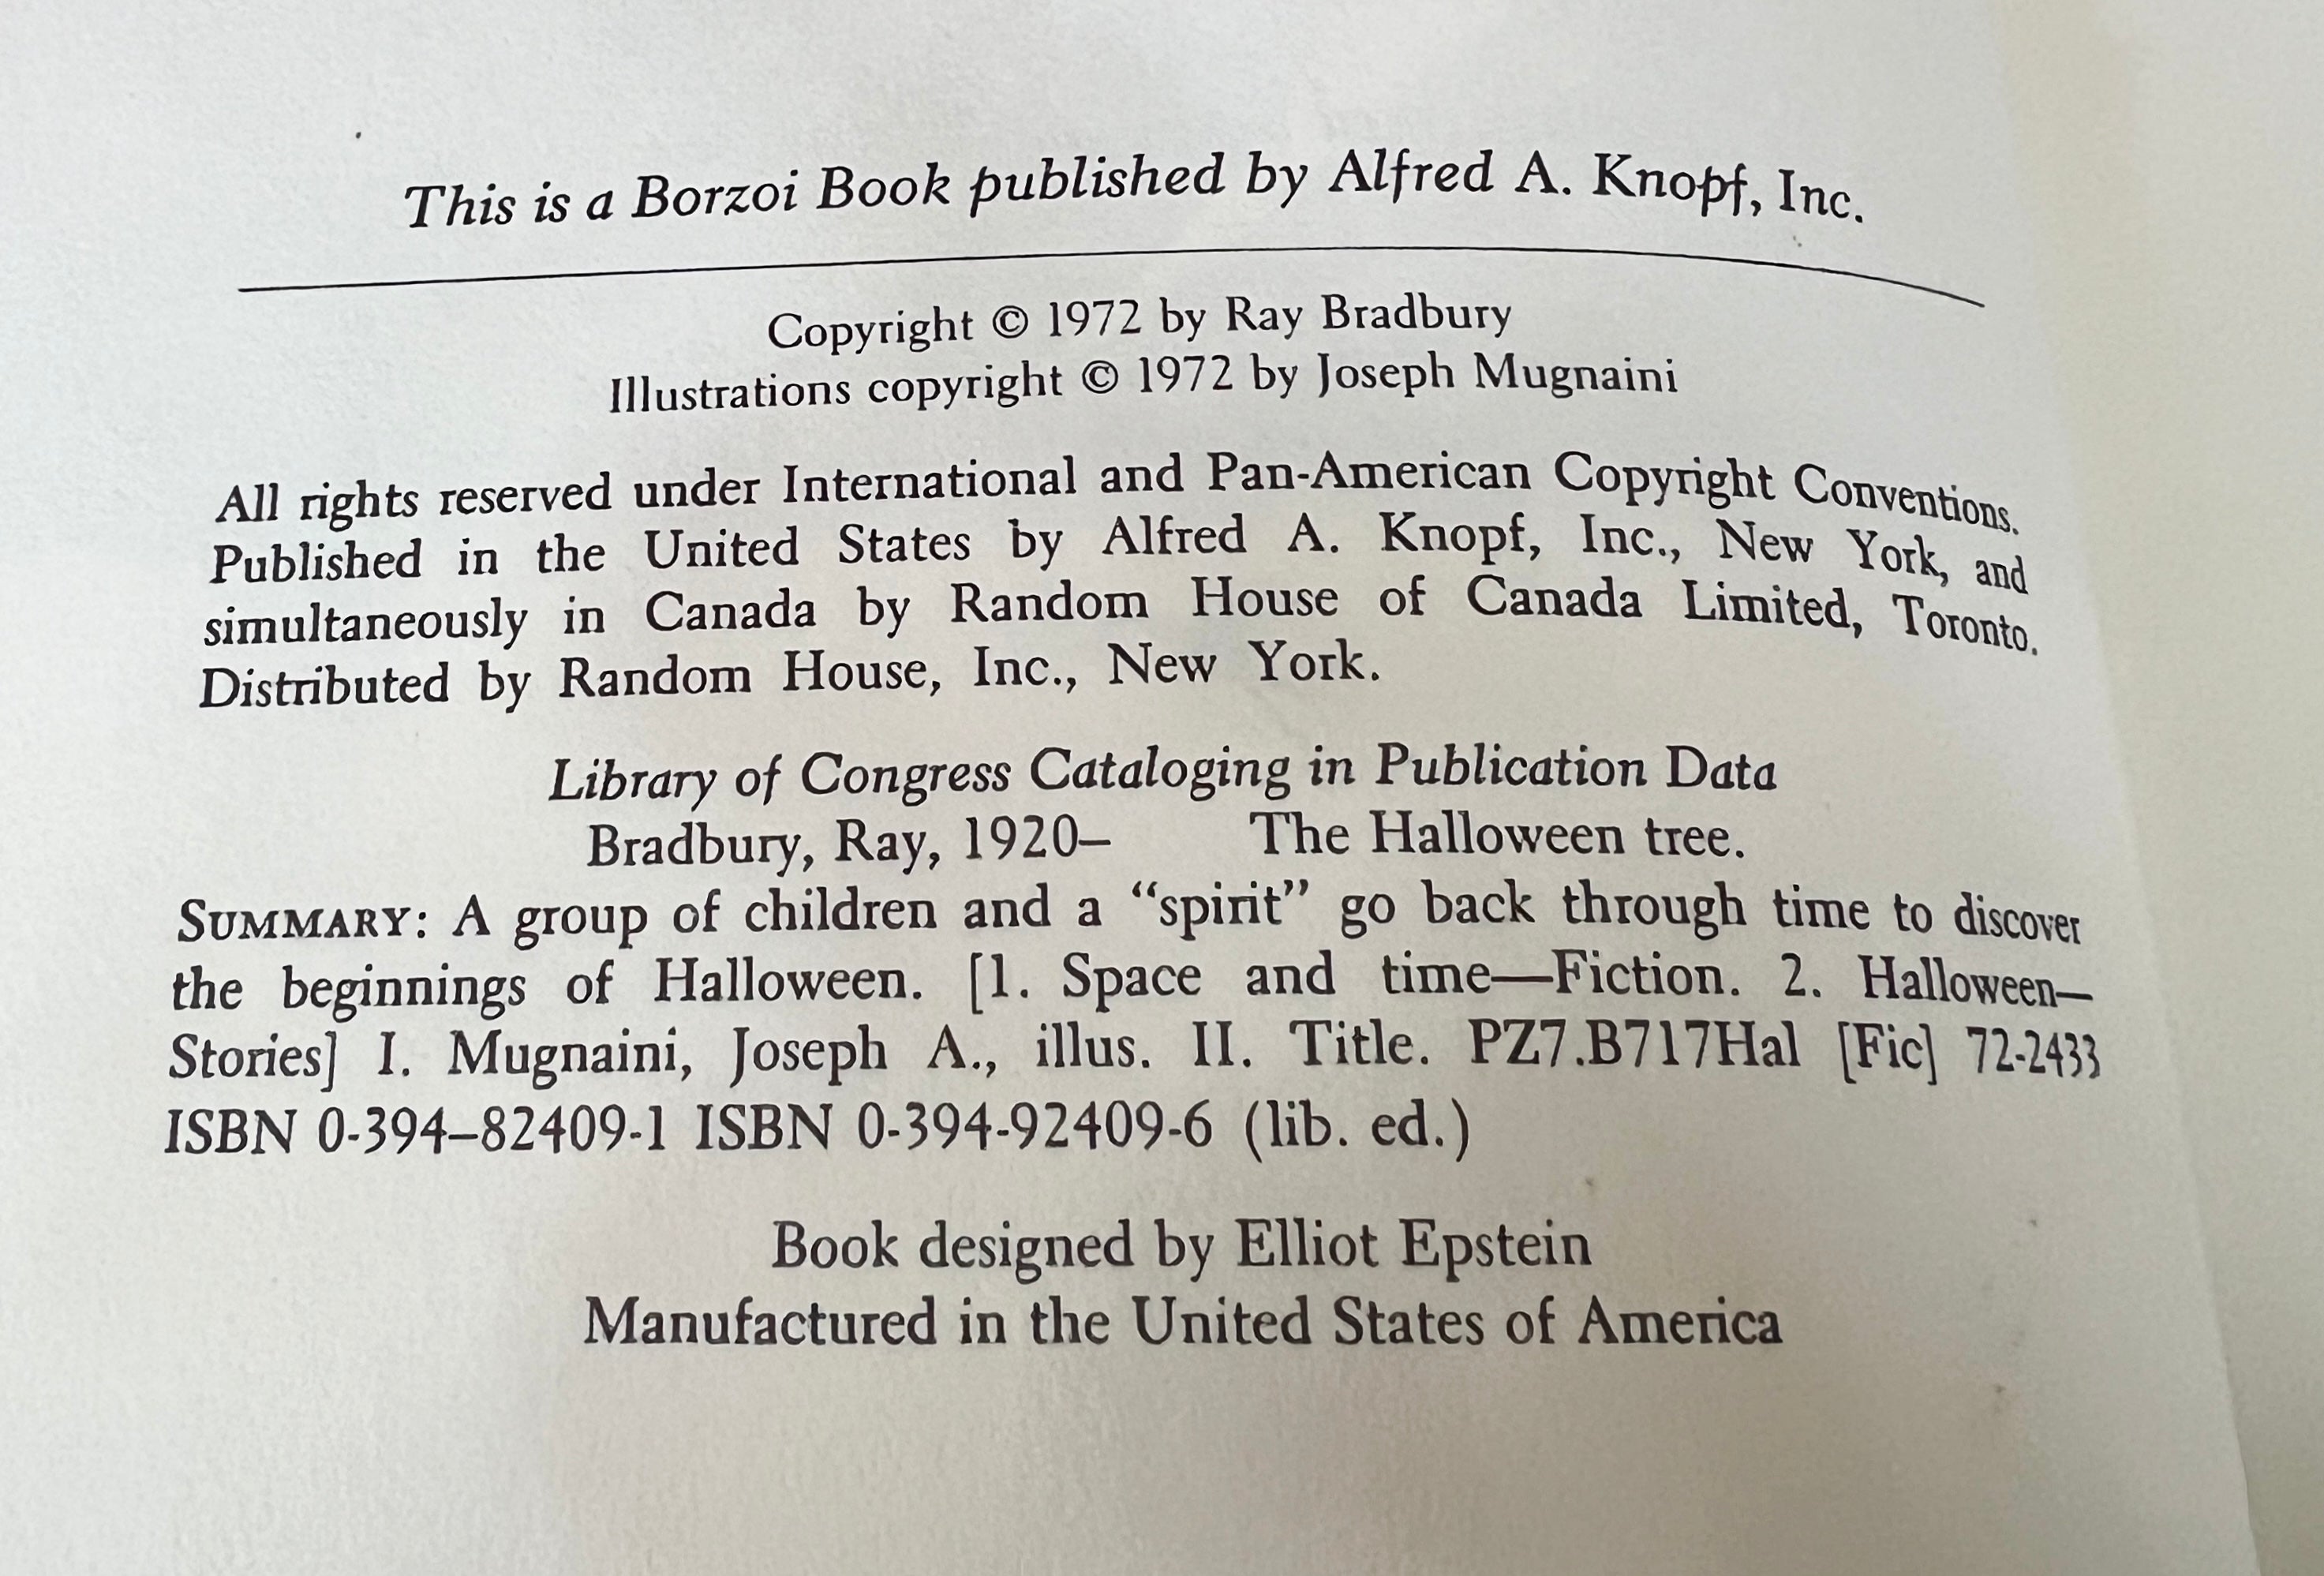 This is a Borzoi Book published by Alfred A. Knopf, Inc.
Copyright © 1972 by Ray Bradbury
Illustrations copyright © 1972 by Joseph Mugnaini
All rights reserved under International and Pan-American Copyright Conventions.
Published in the United States by Alfred A. Knopf, Inc., New York, and
simultaneously in Canada by Random House of Canada Limited, Toronto.
Distributed by Random House, Inc., New York.
Library of Congress Cataloging in Publication Data
Bradbury, Ray, 1920– The Halloween tree.
SUMMARY: A group of children and a “spirit” go back through time to discover
the beginnings of Halloween. [1. Space and time—Fiction. 2. Halloween—
Stories] I. Mugnaini, Joseph A., illus. II. Title. PZ7.B717Hal [Fic] 72-2433
ISBN 0-394–82409-1 ISBN 0-394-92409-6 (lib. ed.)
Book designed by Elliot Epstein
Manufactured in the United States of America